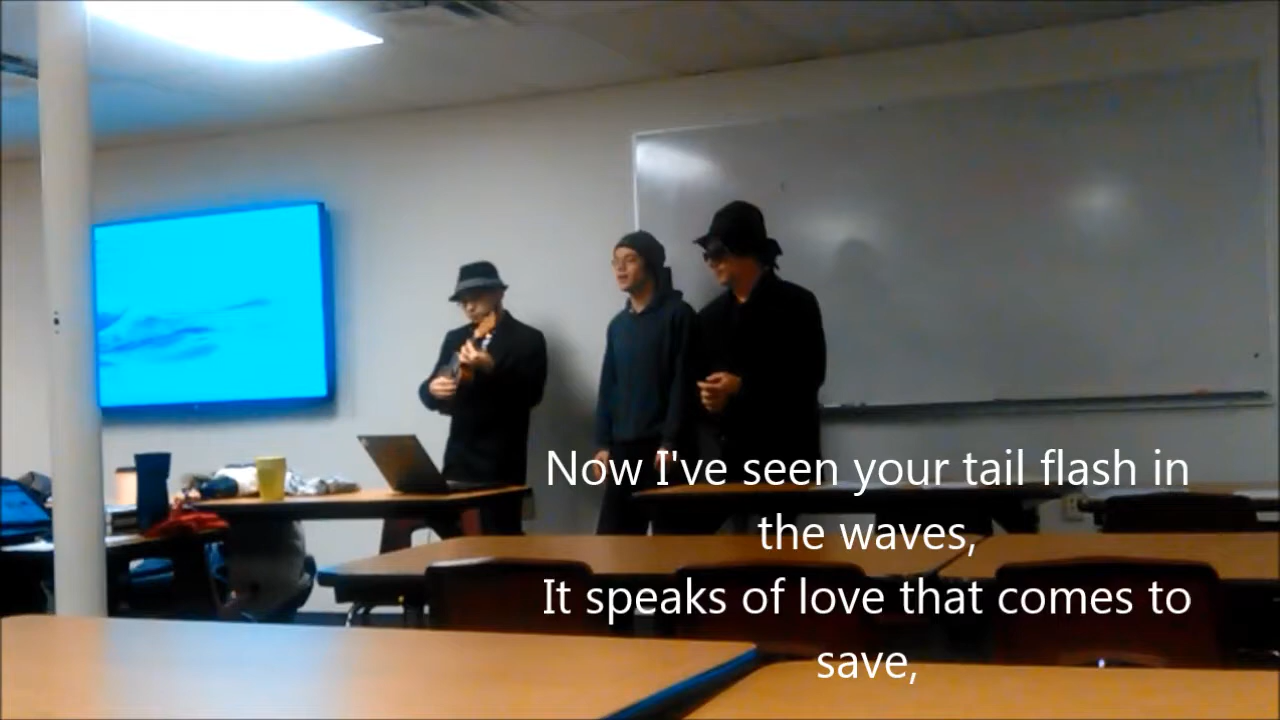 Now I've seen your tail flash in
the waves,
It speaks of love that comes to
save,